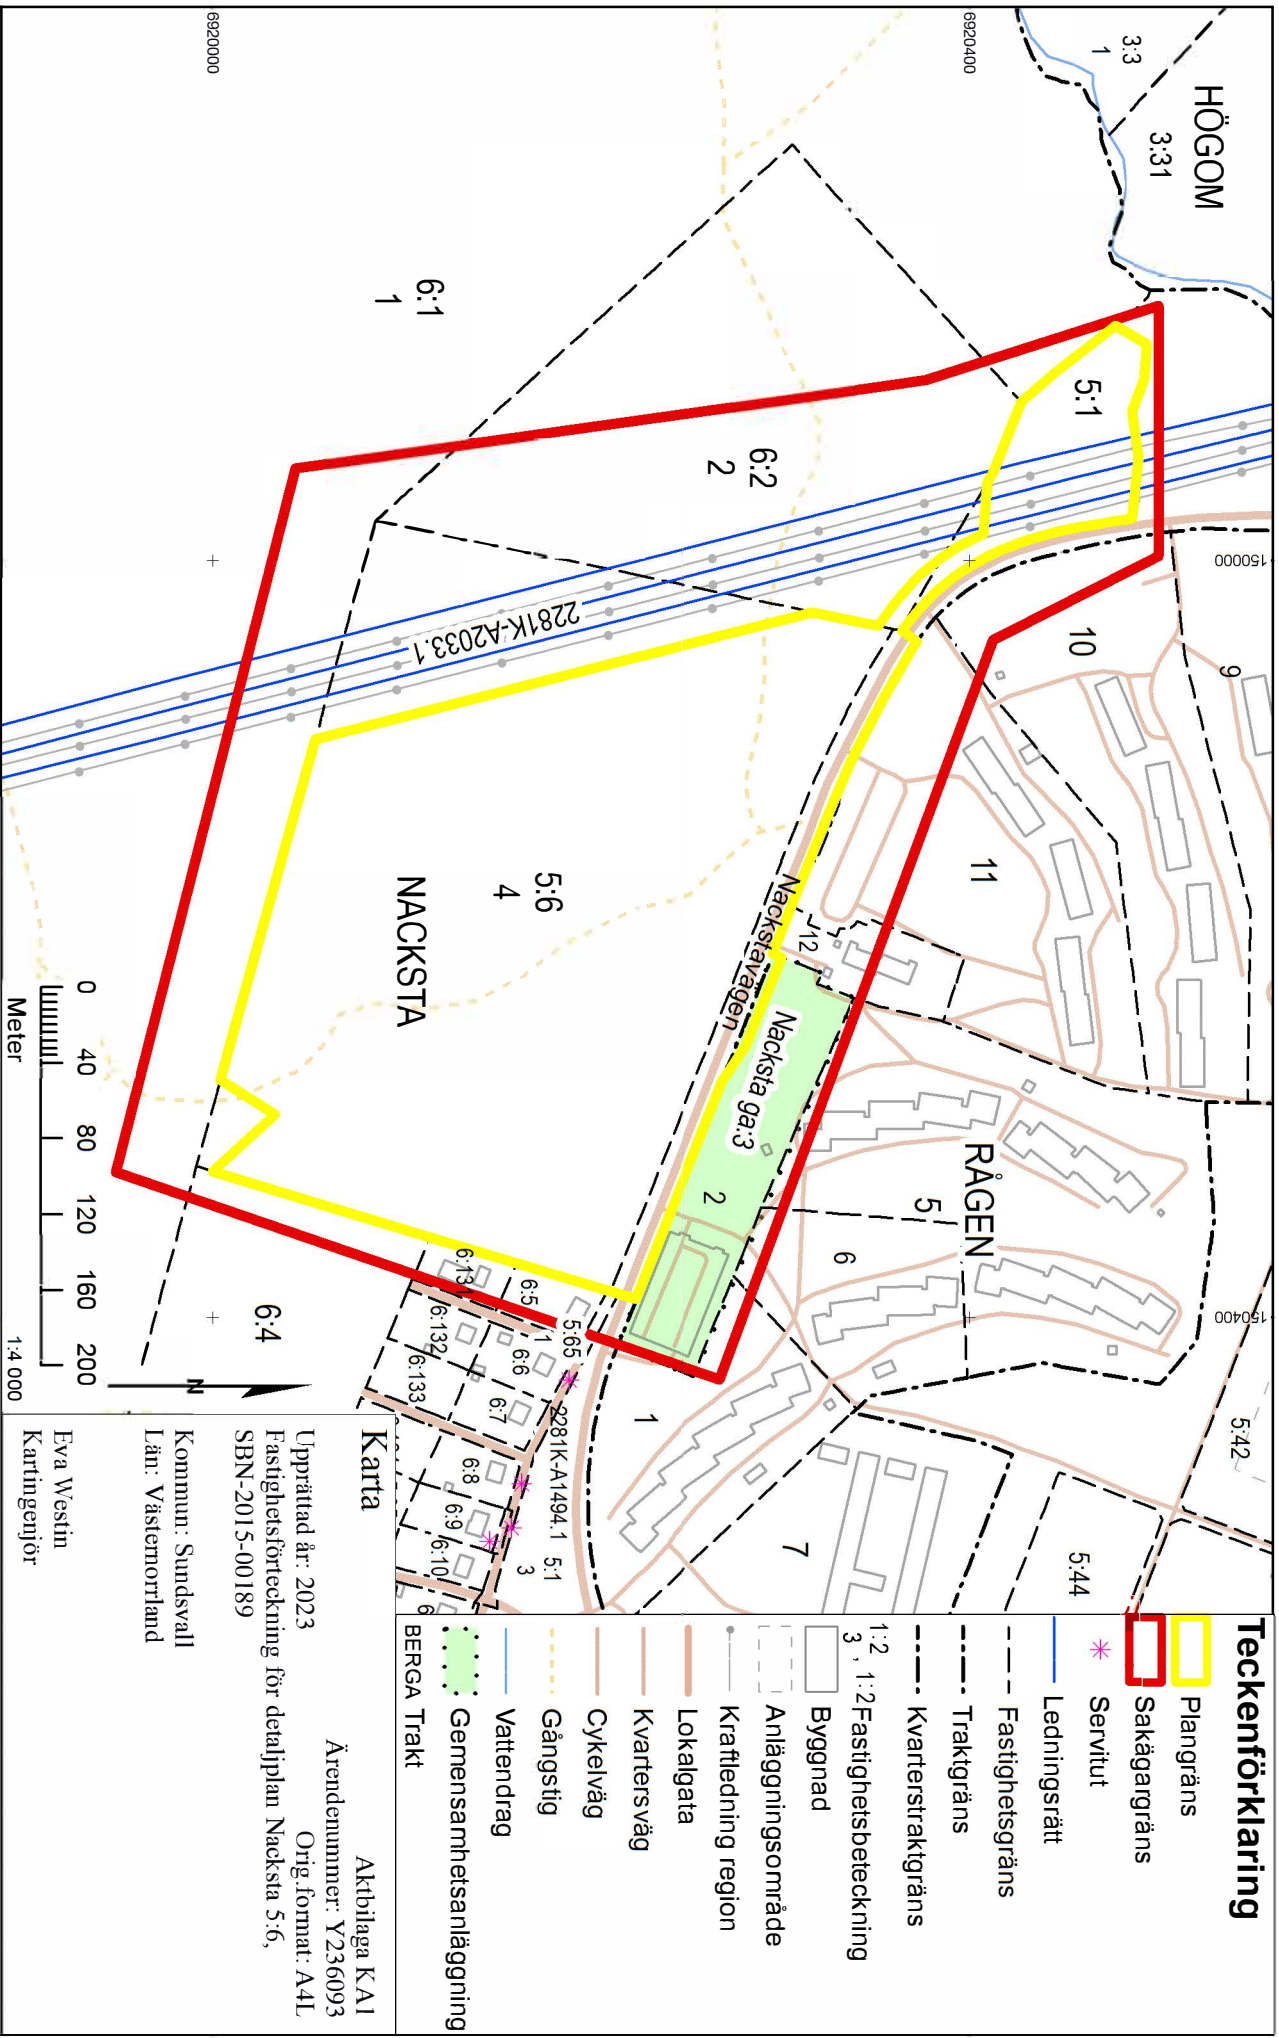 HÖGOM
3:3
1
3:31
6920000
6920400
6:1
1
5:1
6:2
2
2281K-A2033.1
150000
10
9
11
12
5:6
4
NACKSTA
Nackstavägen
Nacksta ga:3
2
RÅGEN
5
6
150400
5:42
5:44
1
7
6:131
6:5
5:65
6:132
6:6
6:133
6:7
2281K-A1494.1
6:8
6:9
6:10
5:1
3
6:4
0 40 80 120 160 200
Meter
1:4 000
N
Teckenförklaring
Plangräns
Sakägargräns
Servitut
Ledningsrätt
Fastighetsgräns
Traktgräns
Kvarterstraktgräns
1:2
3 , 1:2 Fastighetsbeteckning
Byggnad
Anläggningsområde
Kraftledning region
Lokalgata
Kvartersväg
Cykelväg
Gångstig
Vattendrag
Gemensamhetsanläggning
BERGA Trakt
Karta
Aktbilaga KA1
Ärendenummer: Y236093
Upprättad år: 2023
Orig.format: A4L
Fastighetsförteckning för detaljplan Nacksta 5:6,
SBN-2015-00189
Kommun: Sundsvall
Län: Västernorrland
Eva Westin
Kartingenjör